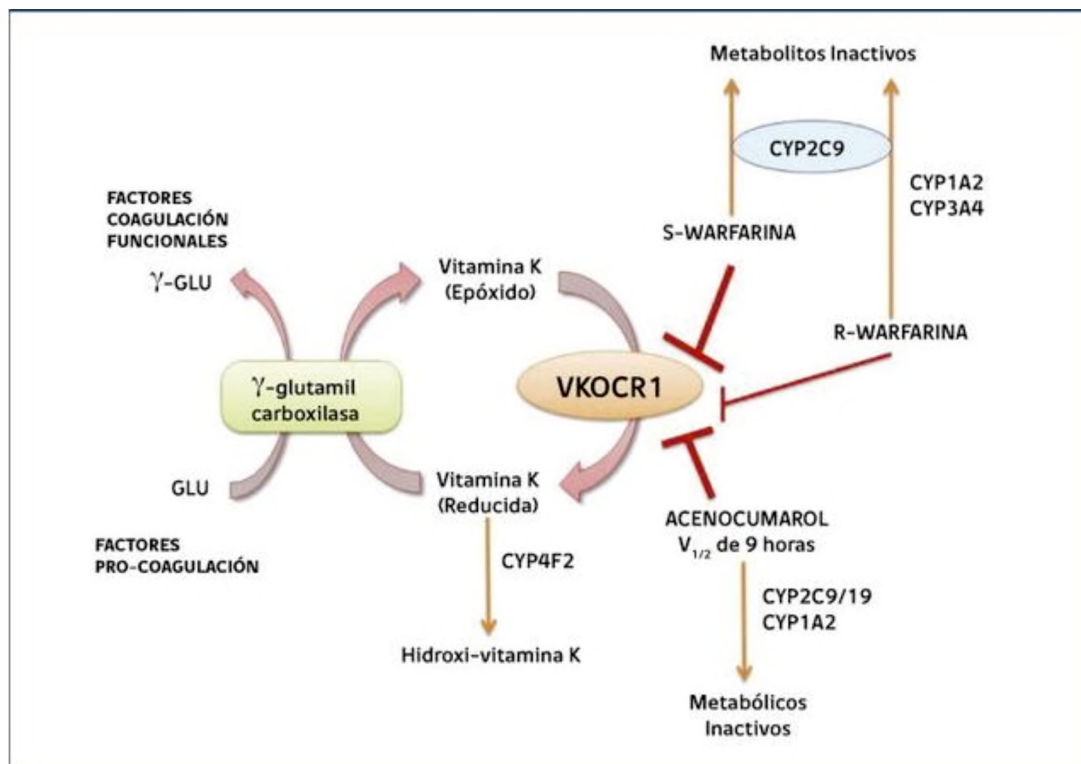 Metabolitos Inactivos
CYP2C9
CYP1A2
CYP3A4
S-WARFARINA
R-WARFARINA
FACTORES
COAGULACIÓN
FUNCIONALES
γ-GLU
Vitamina K
(Epóxido)
γ-glutamil
carboxilasa
VKOCR1
GLU
Vitamina K
(Reducida)
FACTORES
PRO-COAGULACIÓN
CYP4F2
Hidroxi-vitamina K
ACENOCUMAROL
V1/2 de 9 horas
CYP2C9/19
CYP1A2
Metabólicos
Inactivos